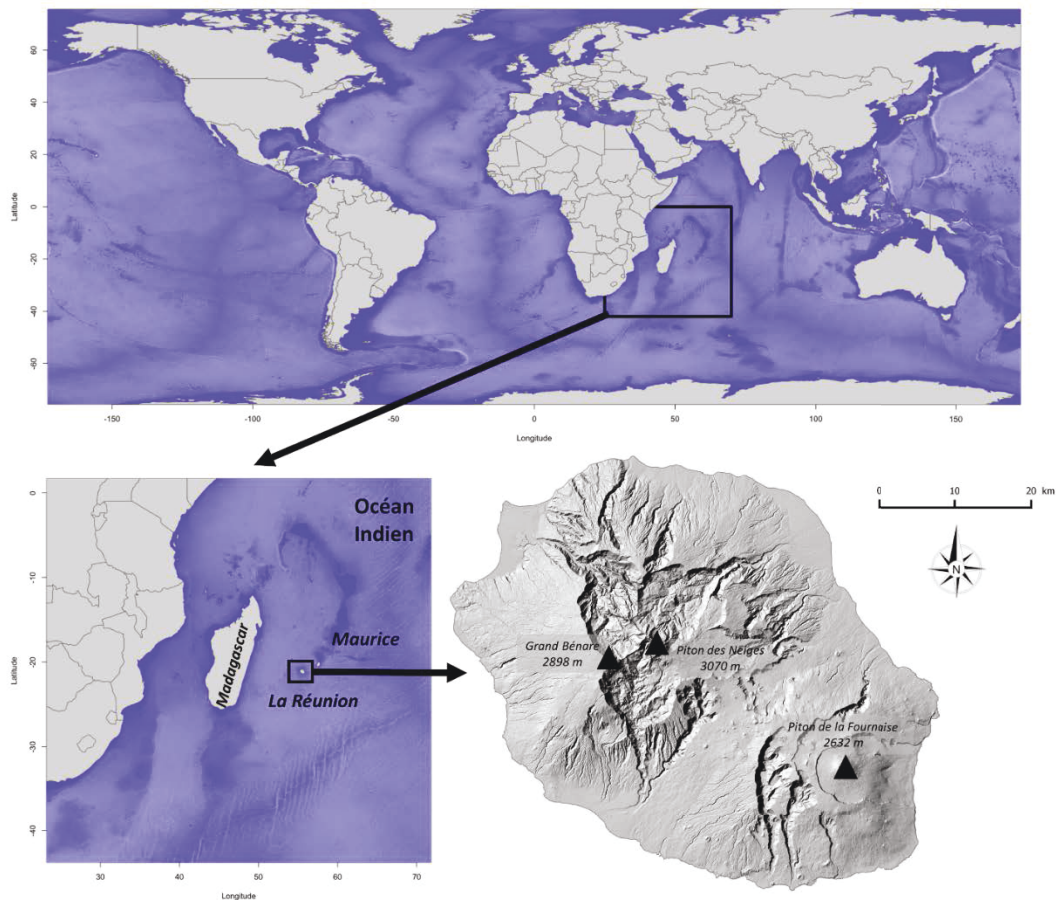 60
40
20
0
-20
-40
-60
Latitude
-150
-100
-50
0
50
100
150
Longitude
0
-10
-20
-30
-40
Latitude
Océan
Indien
Maurice
Madagascar
La Réunion
30
40
50
60
70
Longitude
0 10 20 km
N
Grand Bénare
2898 m
Piton des Neiges
3070 m
Piton de la Fournaise
2632 m